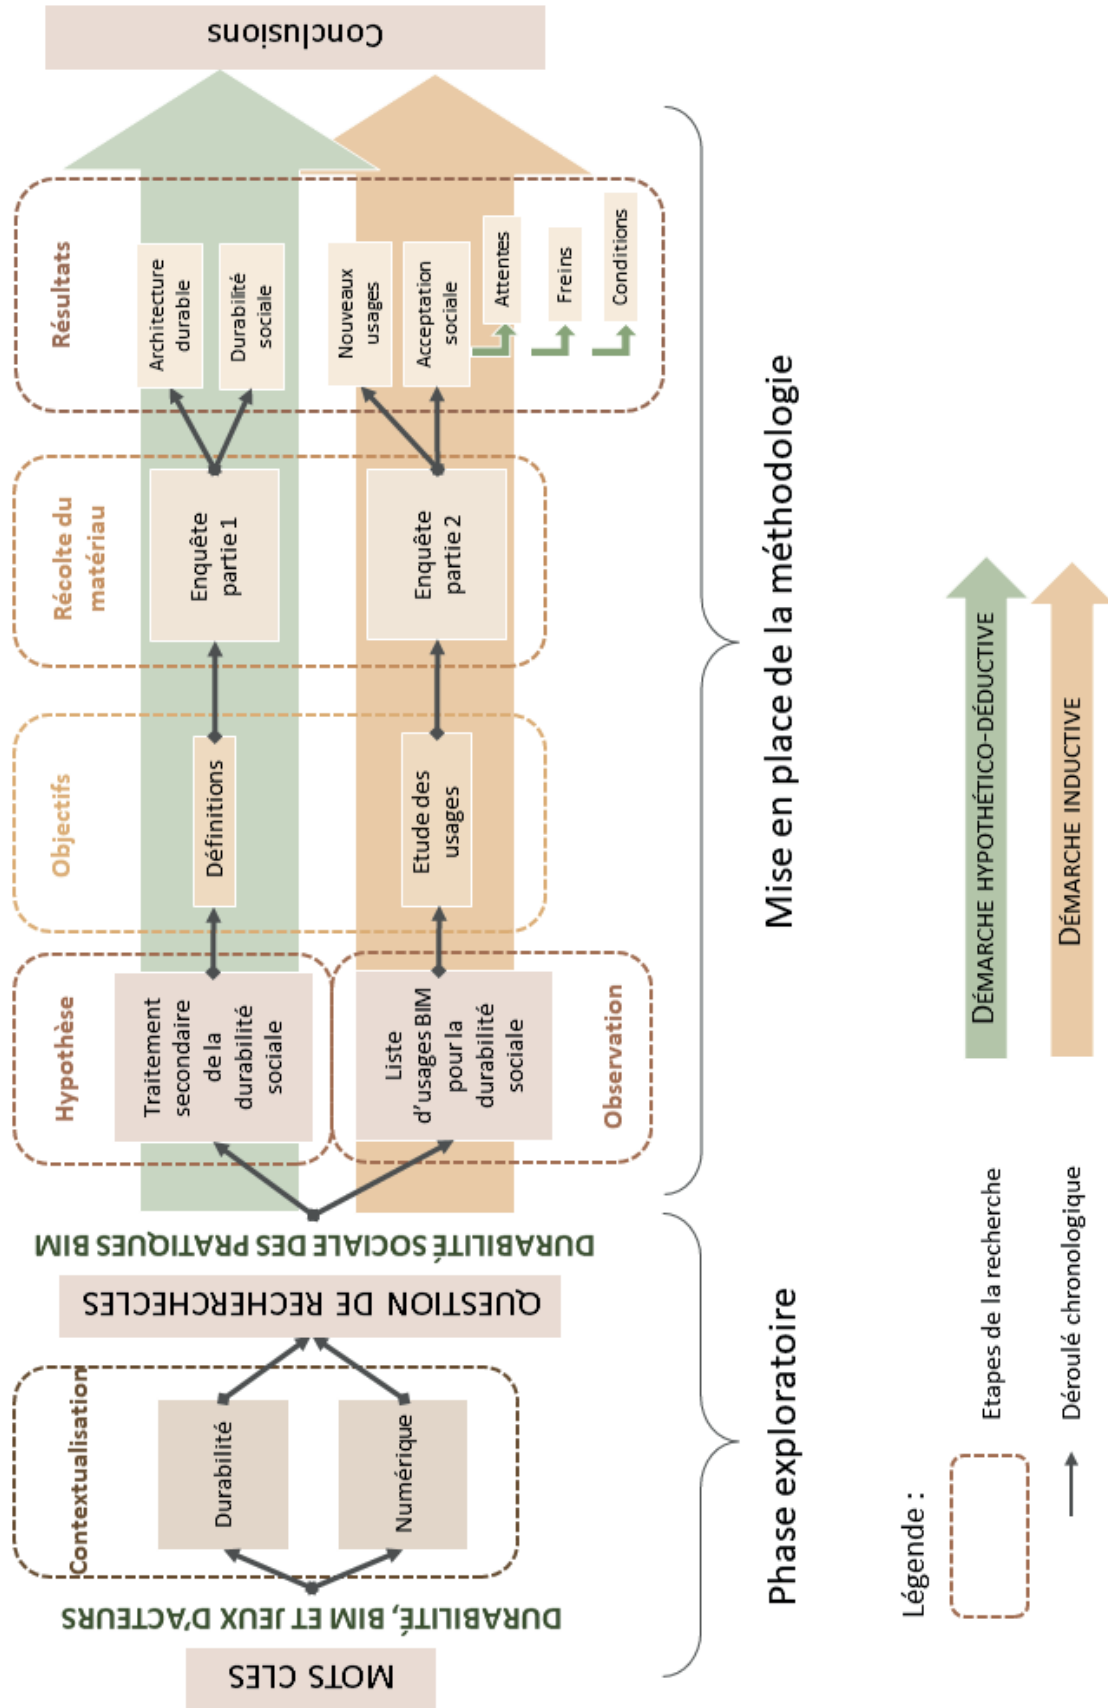 MOTS CLES
DURABILITÉ, BIM ET JEUX D'ACTEURS
Contextualisation
Durabilité
Numérique
QUESTION DE RECHERCHECLES
DURABILITÉ SOCIALE DES PRATIQUES BIM
Hypothèse
Traitement
secondaire
de la
durabilité
sociale
Liste
d'usages BIM
pour la
durabilité
sociale
Observation
Objectifs
Définitions
Etude des
usages
Récolte du
matériau
Enquête
partie 1
Enquête
partie 2
Résultats
Architecture
durable
Durabilité
sociale
Nouveaux
usages
Acceptation
sociale
Attentes
Freins
Conditions
Conclusions
Phase exploratoire
Mise en place de la méthodologie
Légende :
Etapes de la recherche
Déroulé chronologique
DÉMARCHE HYPOTHÉTICO-DÉDUCTIVE
DÉMARCHE INDUCTIVE